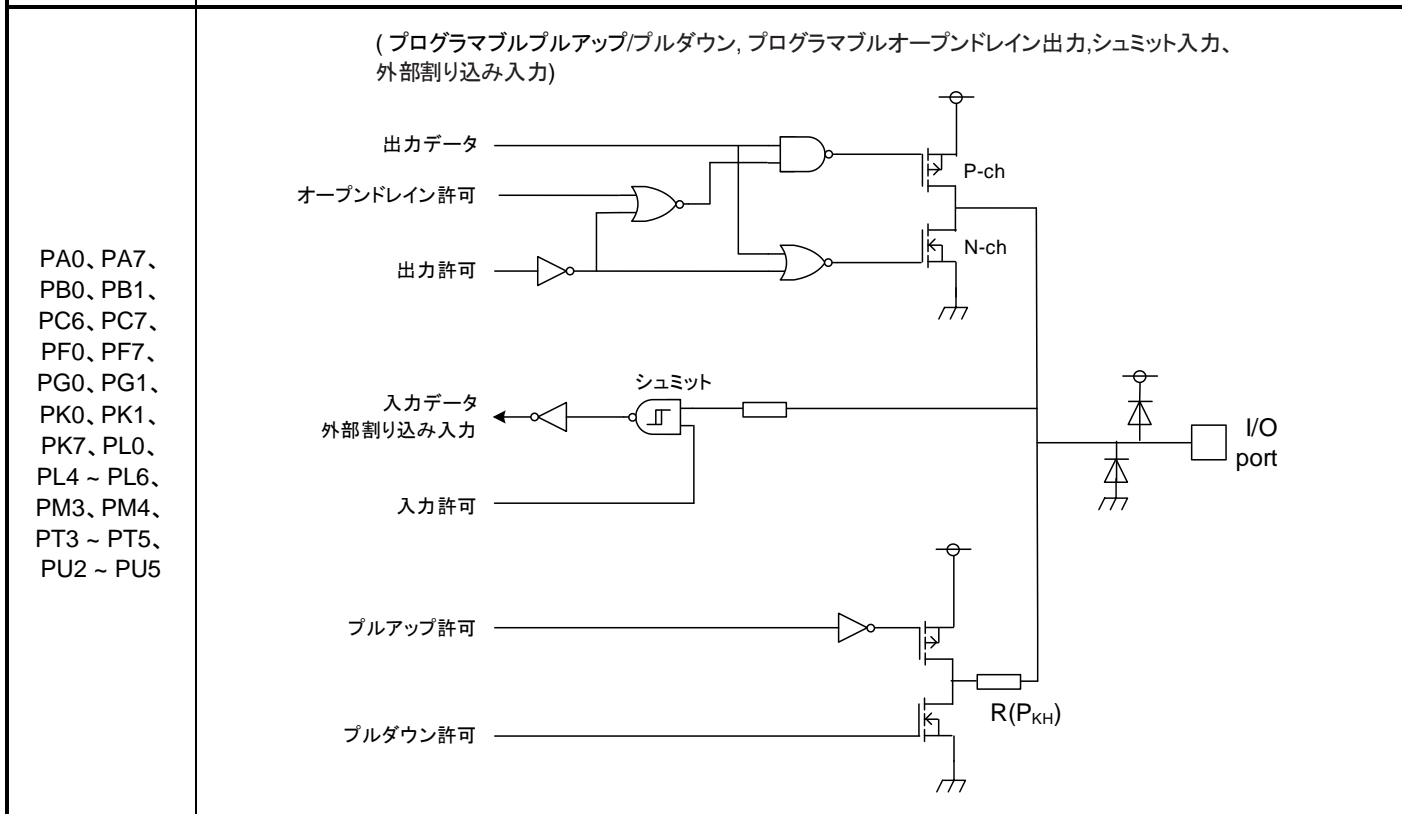 ( プログラマブルプルアップ/プルダウン, プログラマブルオープンドレイン出力,シュミット入力、
外部割り込み入力)
PA0、PA7、
PB0、PB1、
PC6、PC7、
PF0、PF7、
PG0、PG1、
PK0、PK1、
PK7、PL0、
PL4 ~ PL6、
PM3、PM4、
PT3 ~ PT5、
PU2 ~ PU5
出力データ
オープンドレイン許可
出力許可
P-ch
N-ch
シュミット
入力データ
外部割り込み入力
入力許可
I/O
port
プルアップ許可
プルダウン許可
R(PKH)